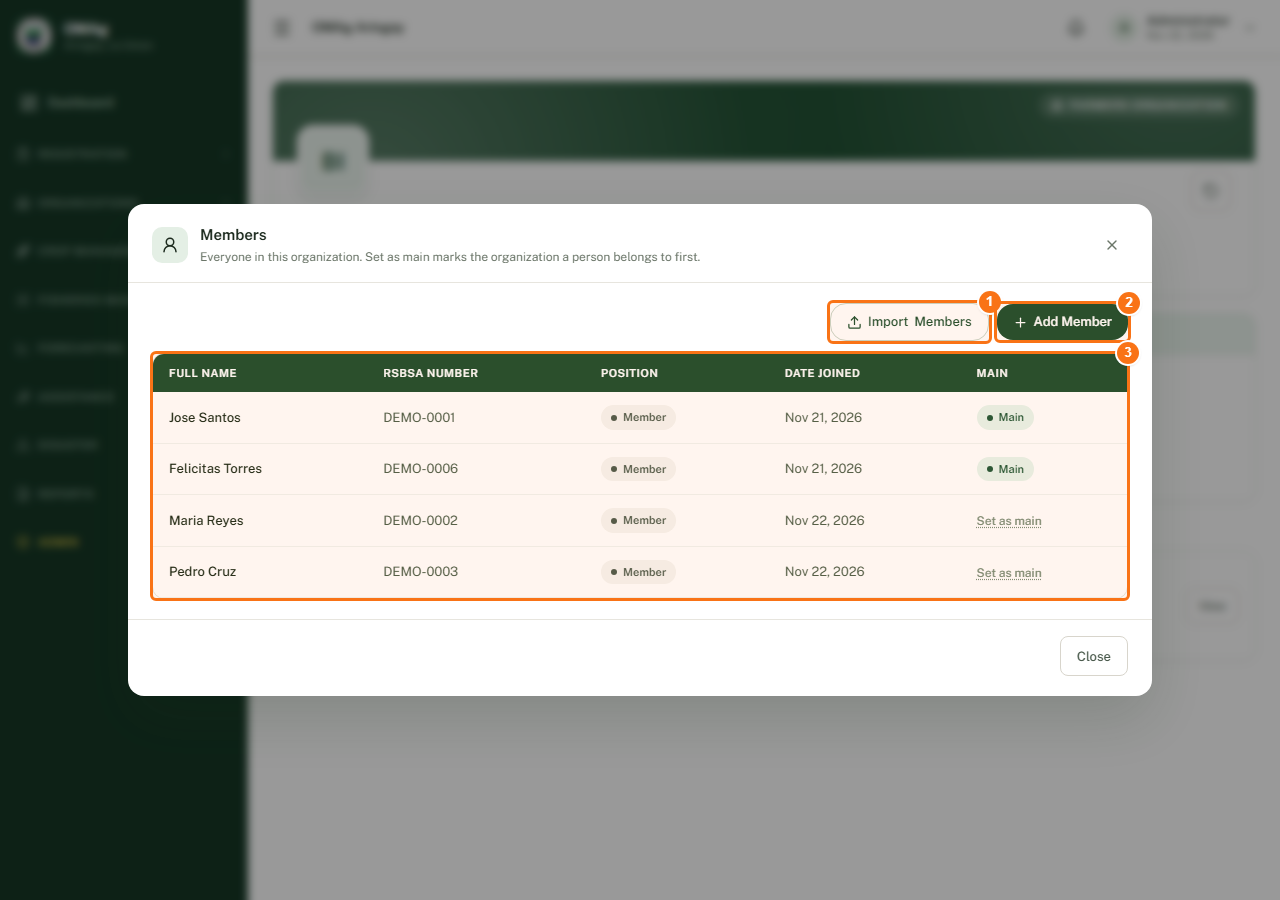 Members
Everyone in this organization. Set as main marks the organization a person belongs to first.
Import Members
1
Add Member
2
3
FULL NAME RSBSA NUMBER POSITION DATE JOINED MAIN
Jose Santos DEMO-0001 Member Nov 21, 2026 Main
Felicitas Torres DEMO-0006 Member Nov 21, 2026 Main
Maria Reyes DEMO-0002 Member Nov 22, 2026 Set as main
Pedro Cruz DEMO-0003 Member Nov 22, 2026 Set as main
Close